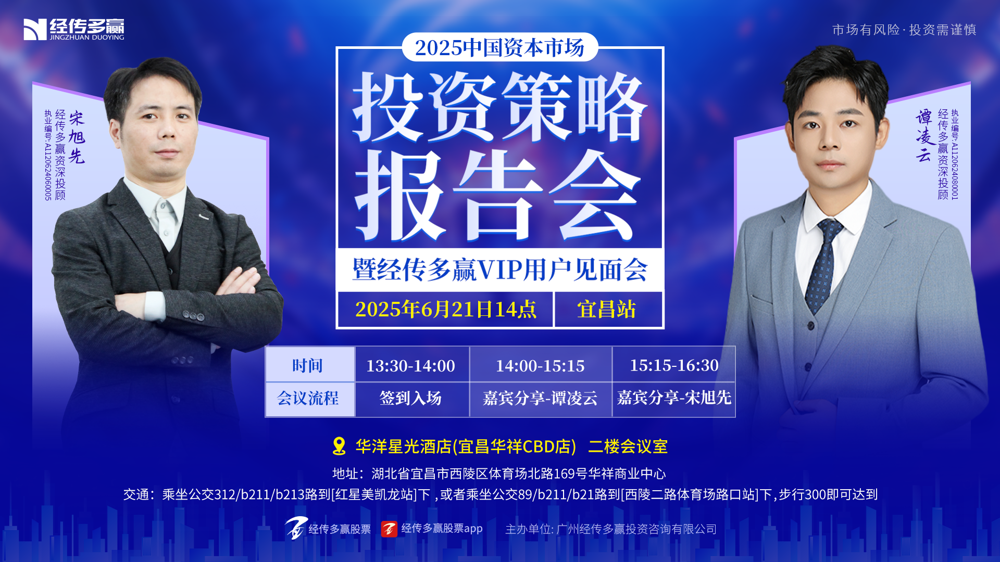 经传多赢
JINGZHUAN DUOYING
市场有风险·投资需谨慎
2025中国资本市场
投资策略
报告会
暨经传多赢VIP用户见面会
2025年6月21日14点
宜昌站
宋旭先
经传多赢资深投顾
执业编号:A1120624060005
谭凌云
经传多赢资深投顾
执业编号:A1120624080001
时间 13:30-14:00 14:00-15:15 15:15-16:30
会议流程 签到入场 嘉宾分享-谭凌云 嘉宾分享-宋旭先
华洋星光酒店(宜昌华祥CBD店) 二楼会议室
地址：湖北省宜昌市西陵区体育场北路169号华祥商业中心
交通：乘坐公交312/b211/b213路到[红星美凯龙站]下,或者乘坐公交89/b211/b21路到[西陵二路体育场路口站]下,步行300即可达到
经传多赢股票 经传多赢股票app 主办单位: 广州经传多赢投资咨询有限公司